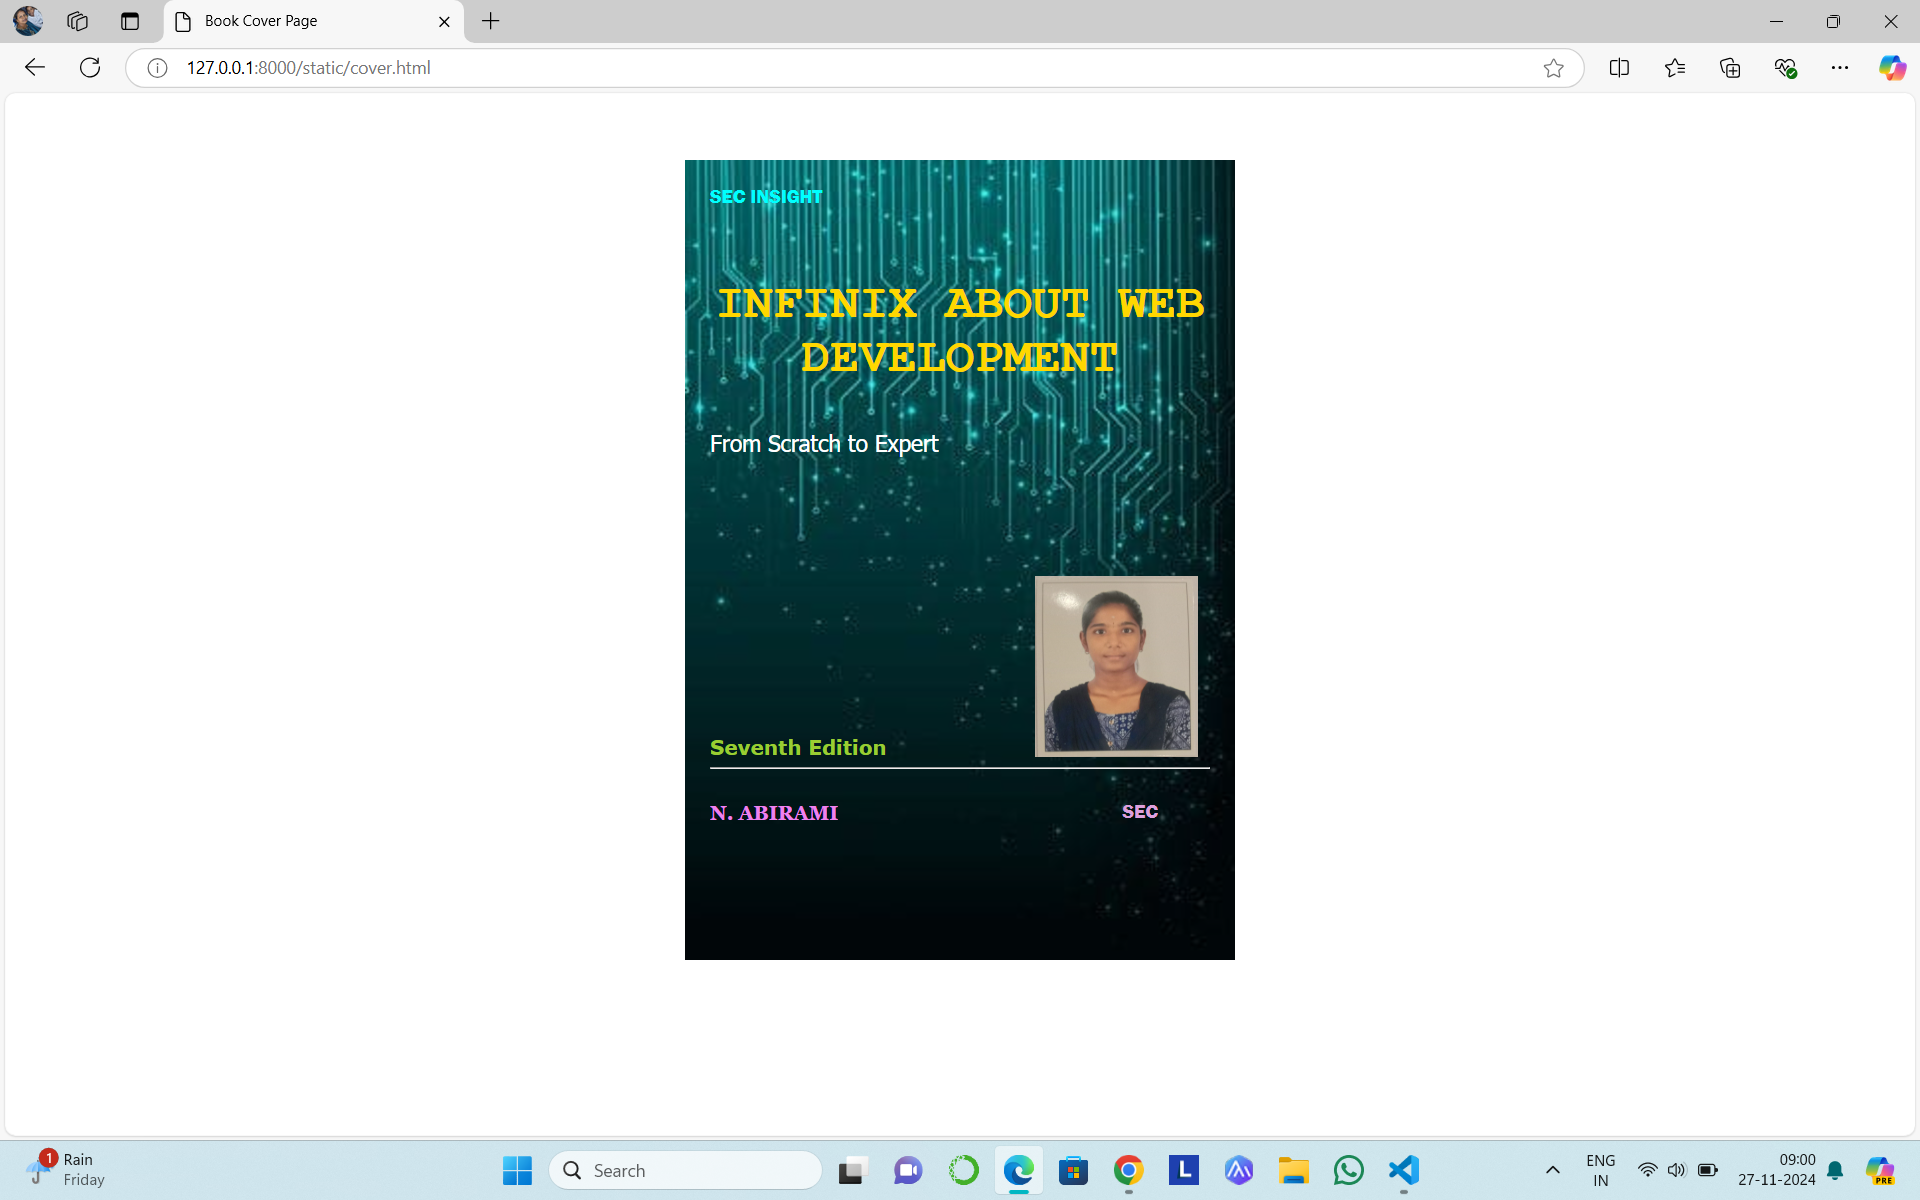 Book Cover Page
127.0.0.1:8000/static/cover.html
SEC INSIGHT
INFINIX ABOUT WEB
DEVELOPMENT
From Scratch to Expert
Seventh Edition
N. ABIRAMI
SEC
1
Rain
Friday
Search
L
ENG
IN
09:00
27-11-2024
PRE